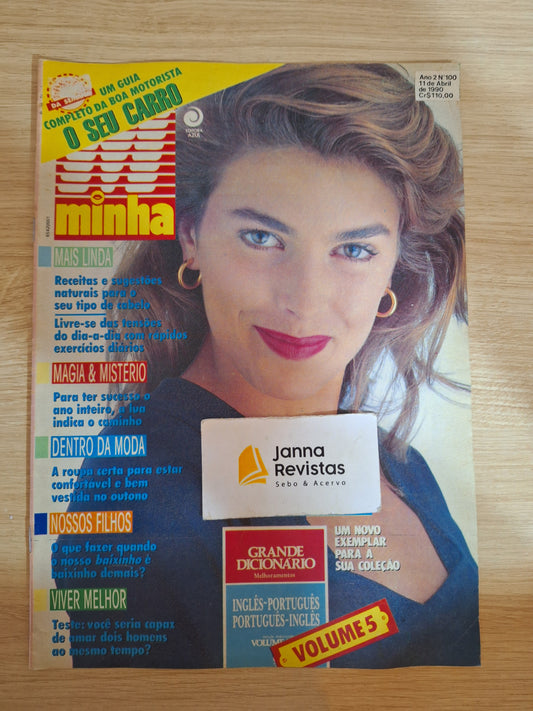 DA SEMANA
UM GUIA
COMPLETO DA BOA MOTORISTA
O SEU CARRO
Ano 2 Nº 100
11 de Abril
de 1990
Cr$110,00
EDITORA
AZUL
minha
MAIS LINDA
Receitas e sugestões
naturais para o
seu tipo de cabelo
Livre-se das tensões
do dia-a-dia com rápidos
exercícios diários
MAGIA & MISTÉRIO
Para ter sucesso o
ano inteiro, a lua
indica o caminho
DENTRO DA MODA
A roupa certa para estar
confortável e bem
vestida no outono
NOSSOS FILHOS
O que fazer quando
o nosso baixinho é
baixinho demais?
VIVER MELHOR
Teste: você seria capaz
de amar dois homens
ao mesmo tempo?
Janna
Revistas
Sebo & Acervo
UM NOVO
EXEMPLAR
PARA A
SUA COLEÇÃO
GRANDE
DICIONÁRIO
Melhoramentos
INGLÊS-PORTUGUÊS
PORTUGUÊS-INGLÊS
VOLUME
VOLUME 5